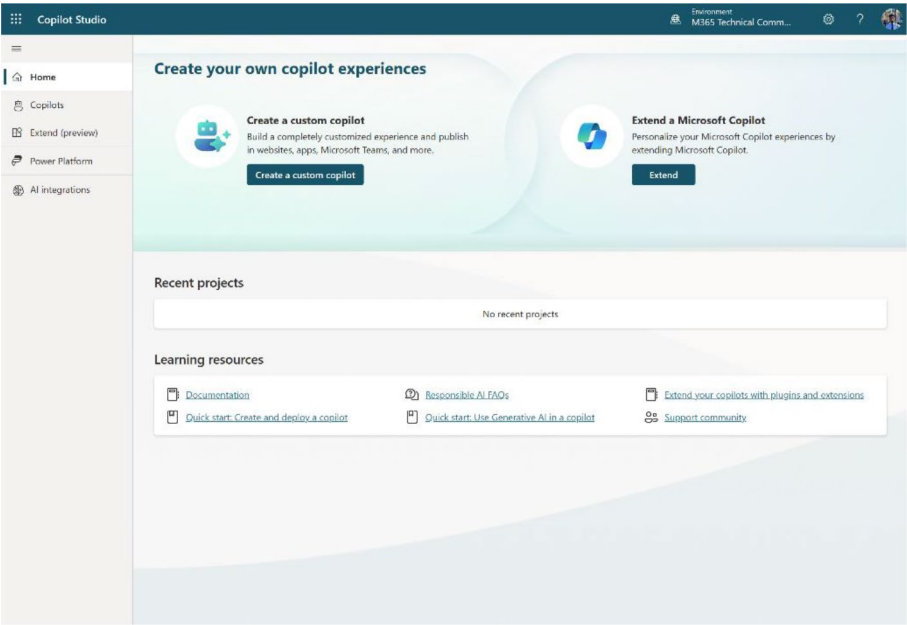 Copilot Studio
Environment
M365 Technical Comm...
?
Home
Copilots
Extend (preview)
Power Platform
AI integrations
Create your own copilot experiences
Create a custom copilot
Build a completely customized experience and publish
in websites, apps, Microsoft Teams, and more.
Create a custom copilot
Extend a Microsoft Copilot
Personalize your Microsoft Copilot experiences by
extending Microsoft Copilot.
Extend
Recent projects
No recent projects
Learning resources
Documentation
Responsible AI FAQs
Extend your copilots with plugins and extensions
Quick start: Create and deploy a copilot
Quick start: Use Generative AI in a copilot
Support community